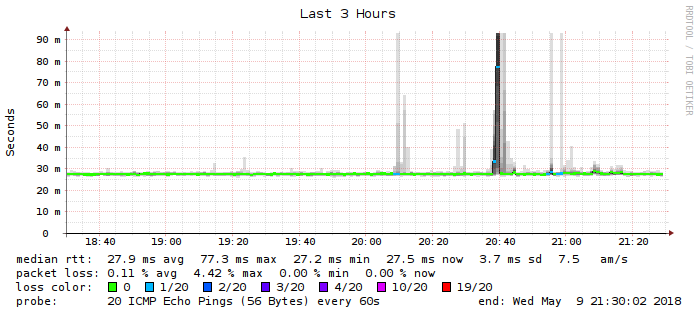 Last 3 Hours
RRDTOOL / TOBI OETIKER
Seconds
90 m
80 m
70 m
60 m
50 m
40 m
30 m
20 m
10 m
0
18:40 19:00 19:20 19:40 20:00 20:20 20:40 21:00 21:20
median rtt: 27.9 ms avg 77.3 ms max 27.2 ms min 27.5 ms now 3.7 ms sd 7.5 am/s
packet loss: 0.11 % avg 4.42 % max 0.00 % min 0.00 % now
loss color: 0 1/20 2/20 3/20 4/20 10/20 19/20
probe: 20 ICMP Echo Pings (56 Bytes) every 60s end: Wed May 9 21:30:02 2018